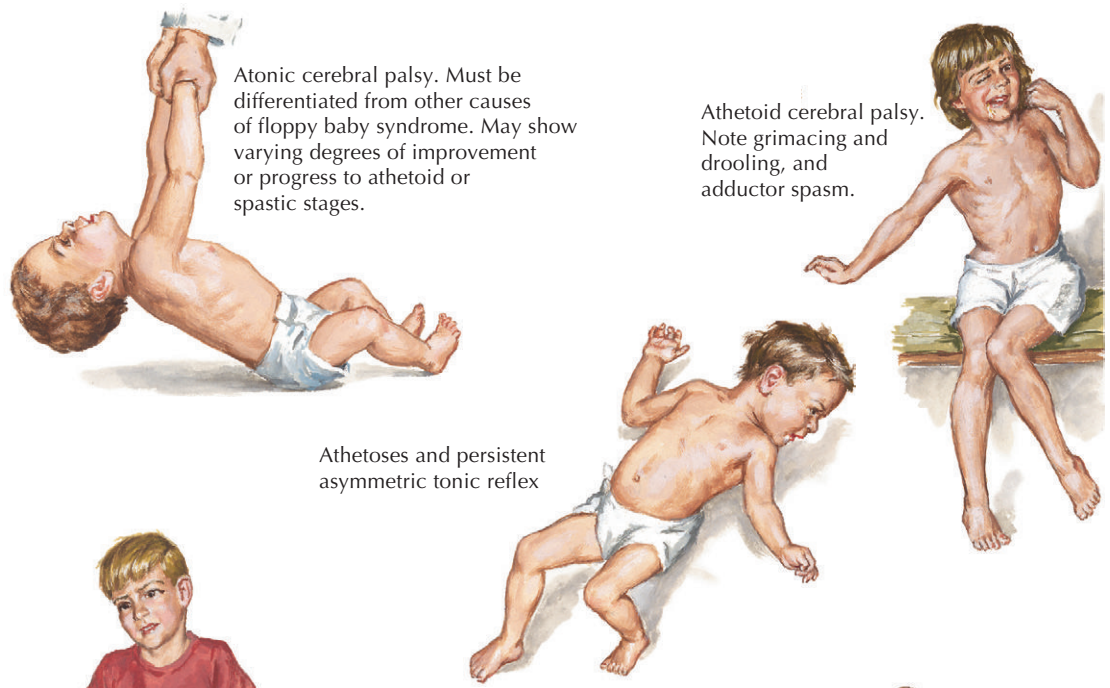 Atonic cerebral palsy. Must be
differentiated from other causes
of floppy baby syndrome. May show
varying degrees of improvement
or progress to athetoid or
spastic stages.
Athetoid cerebral palsy.
Note grimacing and
drooling, and
adductor spasm.
Athetoses and persistent
asymmetric tonic reflex